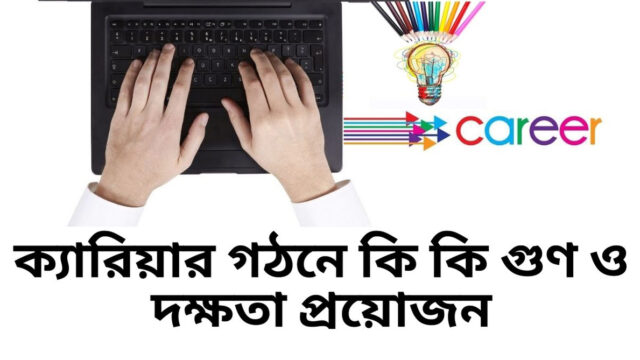 career
ক্যারিয়ার গঠনে কি কি গুণ ও
দক্ষতা প্রয়োজন